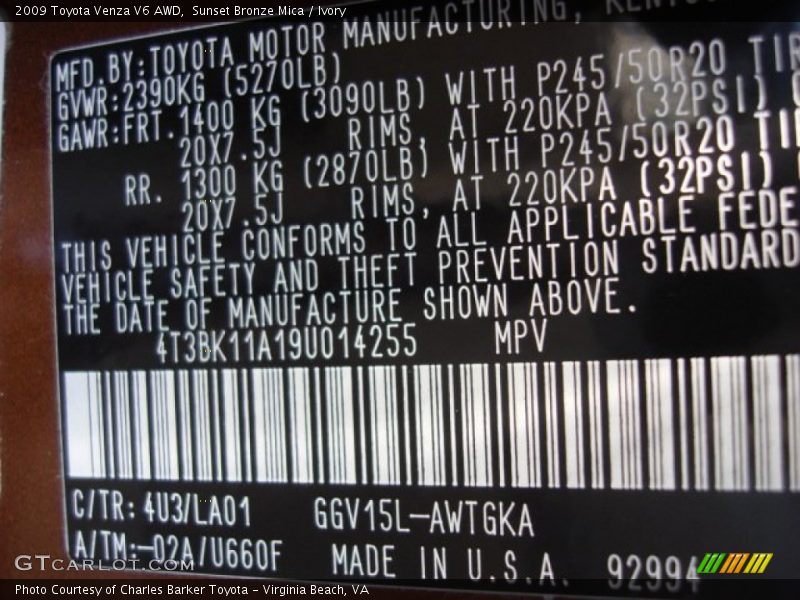 2009 Toyota Venza V6 AWD,  Sunset Bronze Mica / Ivory
MFD.BY:TOYOTA MOTOR MANUFACTURING,
GVWR:2390KG (5270LB)
GAWR:FRT.1400 KG (3090LB) WITH P245/50R20
20X7.5J RIMS, AT 220KPA (32PSI)
RR. 1300 KG (2870LB) WITH P245/50R20
20X7.5J RIMS, AT 220KPA (32PSI)
THIS VEHICLE CONFORMS TO ALL APPLICABLE
VEHICLE SAFETY AND THEFT PREVENTION STANDARD
THE DATE OF MANUFACTURE SHOWN ABOVE.
4T3BK11A19U014255 MPV
C/TR:4U3/LA01 GGV15L-AWTGKA
A/TM:-02A/U660F MADE IN U.S.A. 92994
GTCARLOT.COM
Photo Courtesy of Charles Barker Toyota - Virginia Beach, VA